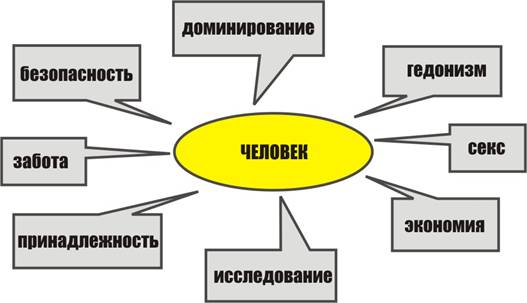 доминирование
безопасность
гедонизм
забота
ЧЕЛОВЕК
секс
принадлежность
экономия
исследование